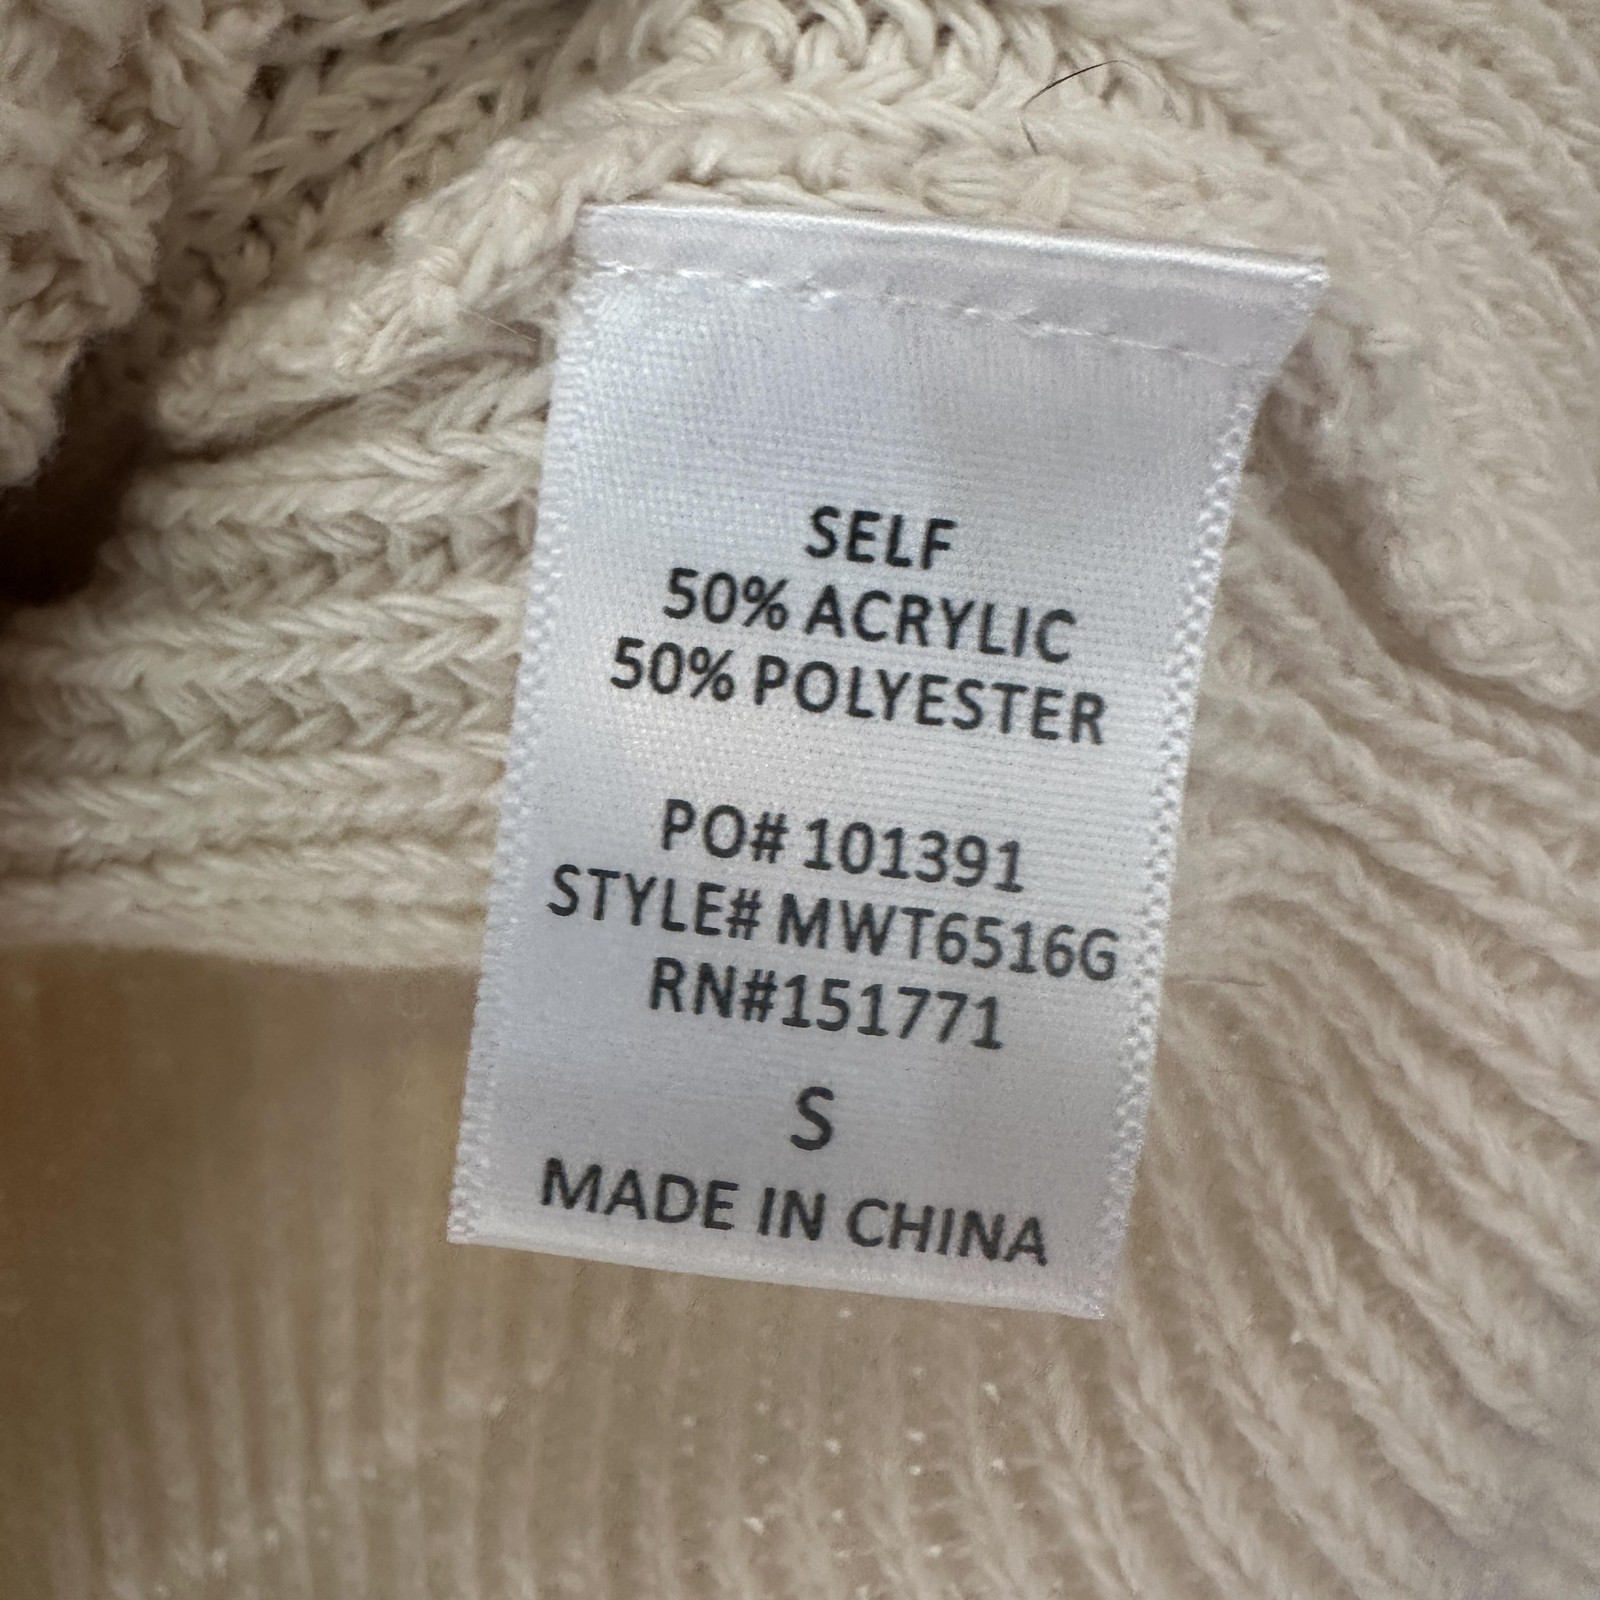 SELF
50% ACRYLIC
50% POLYESTER
PO# 101391
STYLE# MWT6516G
RN#151771
S
MADE IN CHINA